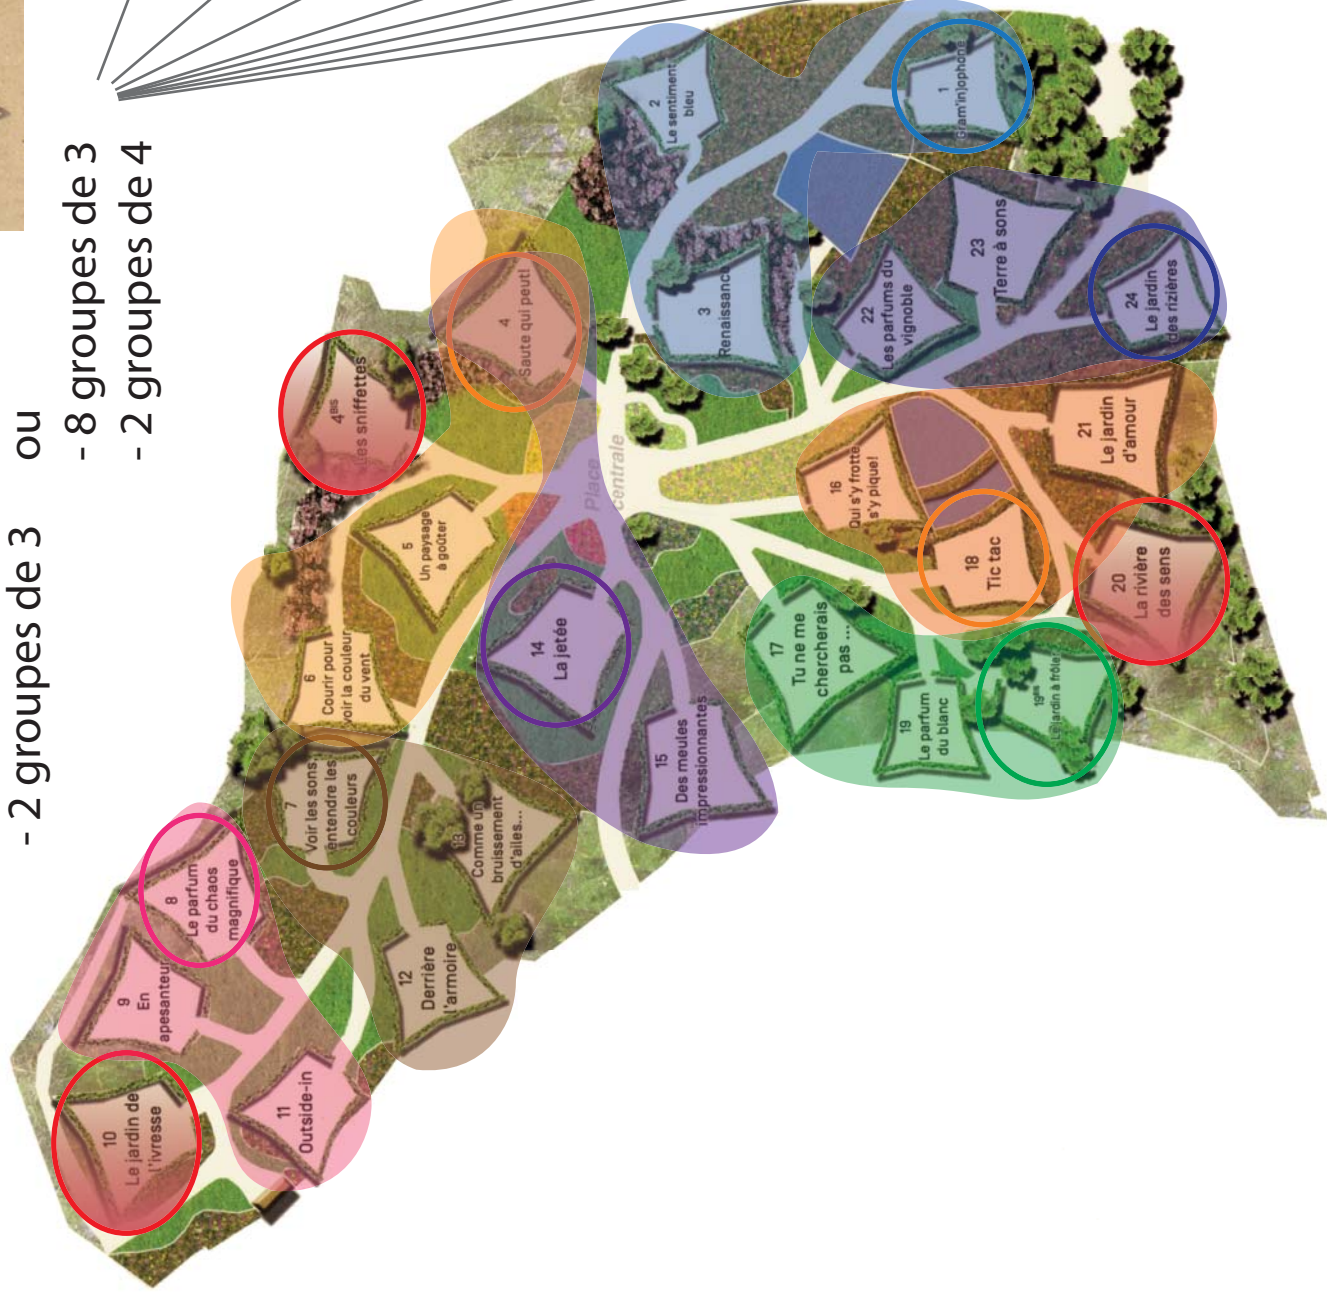 - 2 groupes de 3
ou
- 8 groupes de 3
- 2 groupes de 4
1
Gram'in)ophone
2
Le sentiment
bleu
3
Renaissance
4
Saute qui peut!
4BIS
Les sniffettes
5
Un paysage
à goûter
6
Courir pour
voir la couleur
du vent
7
Voir les sons,
entendre les
couleurs
8
Le parfum
du chaos
magnifique
9
En
apesanteur
10
Le jardin de
l'ivresse
11
Outside-in
12
Derrière
l'armoire
13
Comme un
bruissement
d'ailes...
14
La jetée
15
Des meules
impressionnantes
Place
centrale
16
Qui s'y frotte
s'y pique!
17
Tu ne me
chercherais
pas ...
18
Tic tac
19
Le parfum
du blanc
19BIS
Le jardin à frôler
20
La rivière
des sens
21
Le jardin
d'amour
22
Les parfums du
vignoble
23
Terre à sons
24
Le jardin
des rizières